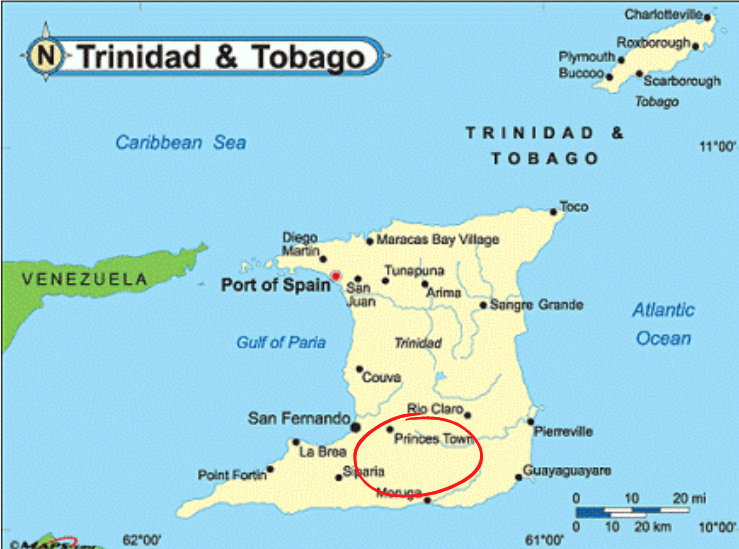 Charlotteville
Roxborough
N Trinidad & Tobago
Plymouth
Buccoo
Scarborough
Tobago
Caribbean Sea
TRINIDAD &
TOBAGO
11°00'
Toco
Diego
Martin
Maracas Bay Village
VENEZUELA
Port of Spain
San
Juan
Tunapuna
Arima
Sangre Grande
Atlantic
Ocean
Gulf of Paria
Trinidad
Couva
San Fernando
Rio Claro
Princes Town
Pierreville
La Brea
Point Fortin
Siparia
Guayaguayare
Moruga
0 10 20 mi
0 10 20 km
10°00'
62°00'
61°00'